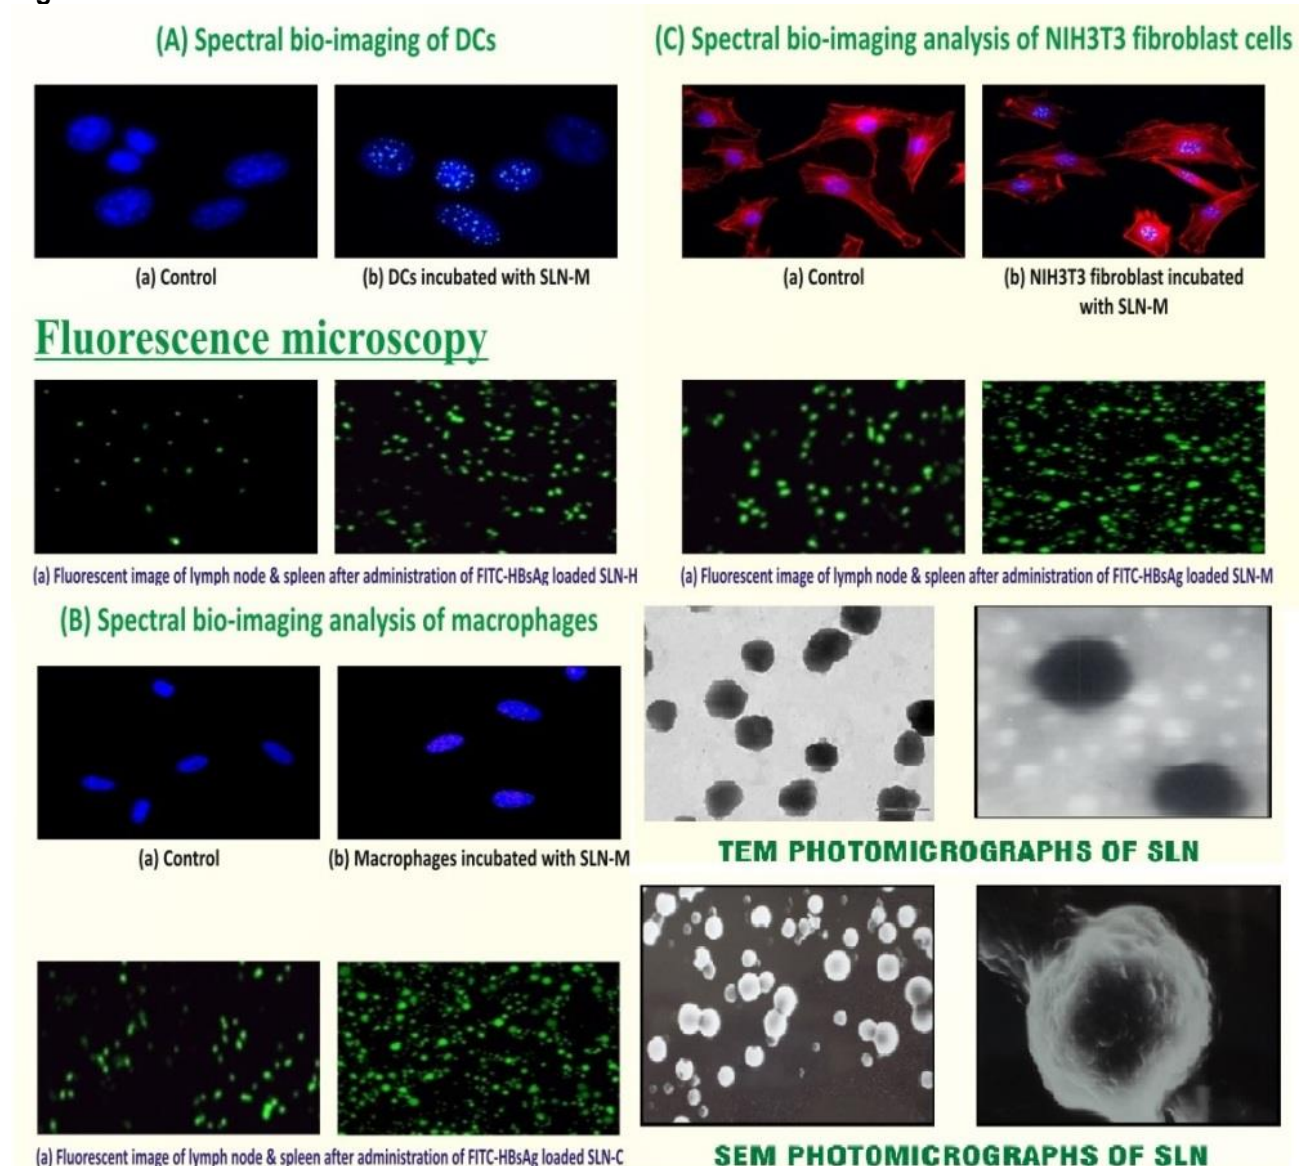 (A) Spectral bio-imaging of DCs
(C) Spectral bio-imaging analysis of NIH3T3 fibroblast cells
(a) Control
(b) DCs incubated with SLN-M
(a) Control
(b) NIH3T3 fibroblast incubated
with SLN-M
Fluorescence microscopy
(a) Fluorescent image of lymph node & spleen after administration of FITC-HBsAg loaded SLN-H
(a) Fluorescent image of lymph node & spleen after administration of FITC-HBsAg loaded SLN-M
(B) Spectral bio-imaging analysis of macrophages
(a) Control
(b) Macrophages incubated with SLN-M
TEM PHOTOMICROGRAPHS OF SLN
(a) Fluorescent image of lymph node & spleen after administration of FITC-HBsAg loaded SLN-C
SEM PHOTOMICROGRAPHS OF SLN